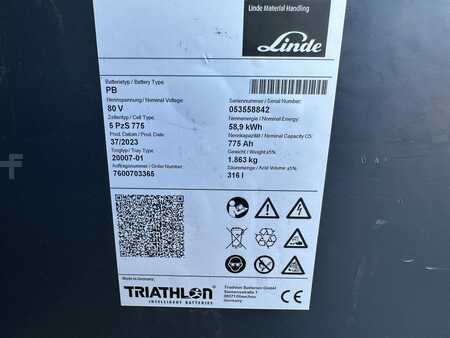 Linde Material Handling
Linde
Batterietyp / Battery Type
PB
Nennspannung / Nominal Voltage
80 V
Zellentyp / Cell Type
5 PzS 775
Prod. Datum / Prod. Date
37/2023
Trogtyp / Tray Type
20007-01
Auftragsnummer / Order Number
7600703365
Seriennummer / Serial Number
053558842
Nennenergie / Nominal Energy
58,9 kWh
Nennkapazität / Nominal Capacity C5
775 Ah
Gewicht / Weight ±5%
1.863 kg
Säuremenge / Acid Volume ±5%
316 l
Made in Germany
TRIATHLON
INTELLIGENT BATTERIES
Triathlon Batterien GmbH
Siemensstraße 1
Germany
CE